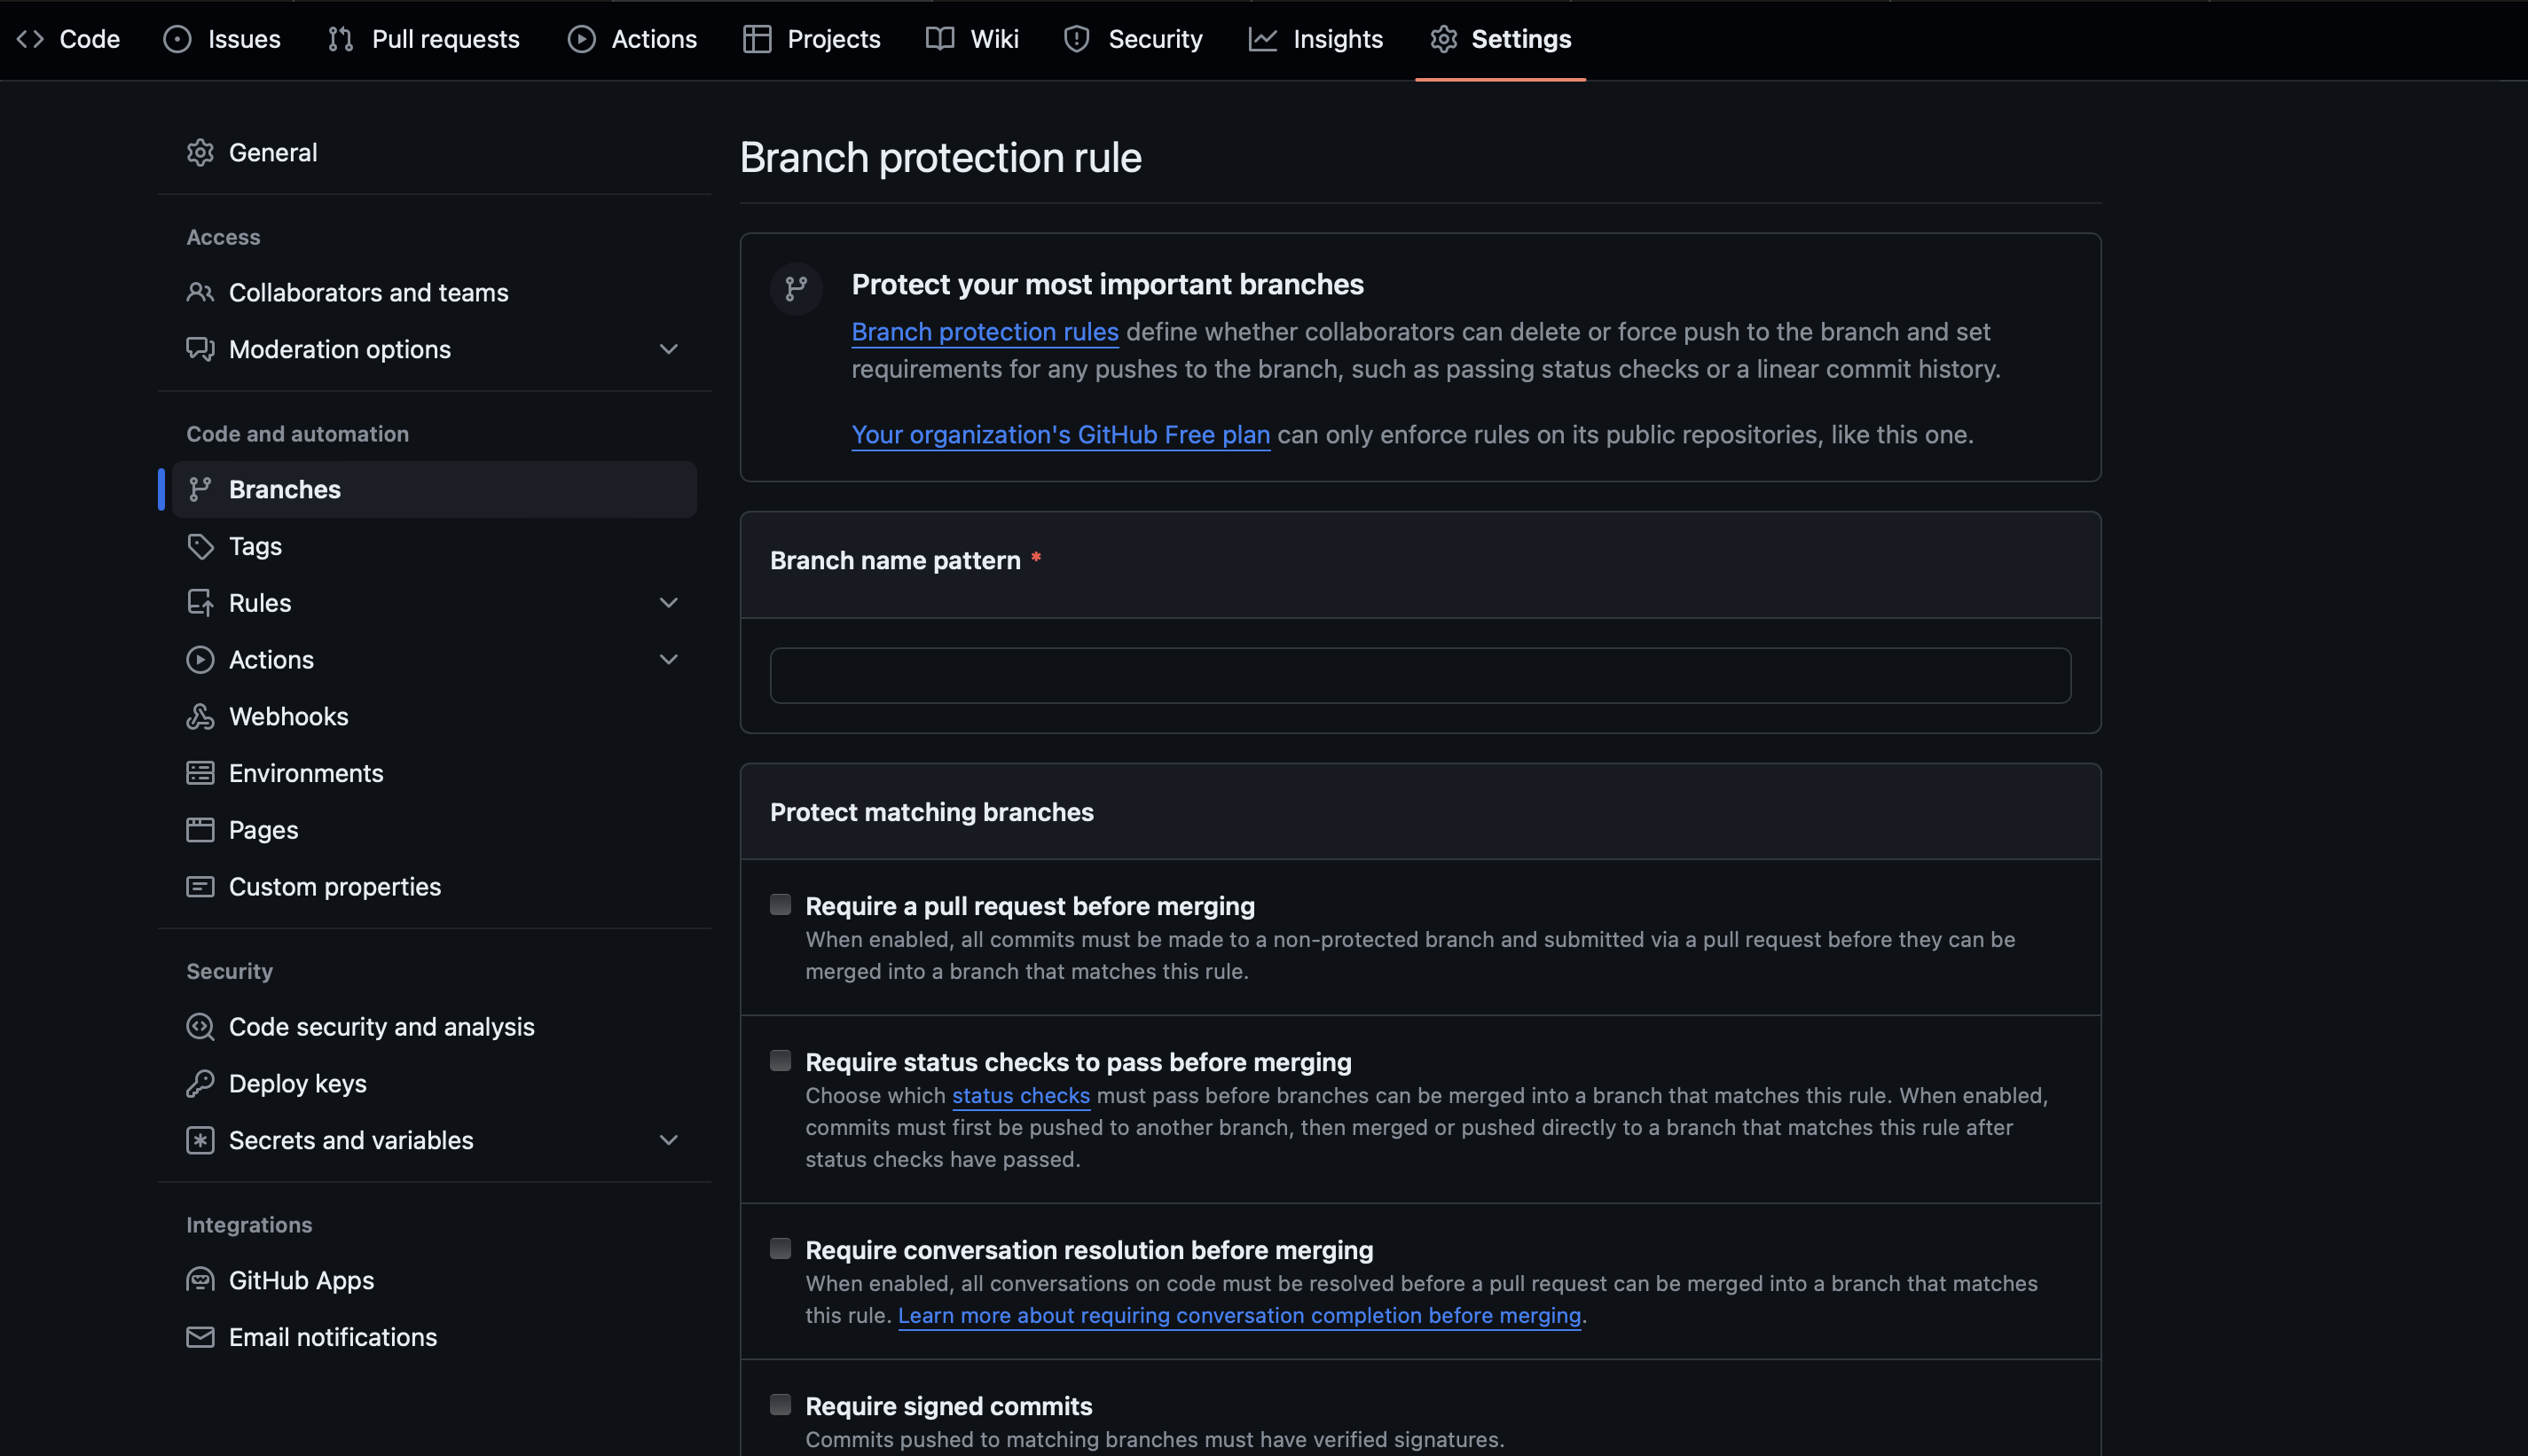 Code Issues Pull requests Actions Projects Wiki Security Insights Settings
General
Access
Collaborators and teams
Moderation options
Code and automation
Branches
Tags
Rules
Actions
Webhooks
Environments
Pages
Custom properties
Security
Code security and analysis
Deploy keys
Secrets and variables
Integrations
GitHub Apps
Email notifications
Branch protection rule
Protect your most important branches
Branch protection rules define whether collaborators can delete or force push to the branch and set
requirements for any pushes to the branch, such as passing status checks or a linear commit history.
Your organization's GitHub Free plan can only enforce rules on its public repositories, like this one.
Branch name pattern *
Protect matching branches
Require a pull request before merging
When enabled, all commits must be made to a non-protected branch and submitted via a pull request before they can be
merged into a branch that matches this rule.
Require status checks to pass before merging
Choose which status checks must pass before branches can be merged into a branch that matches this rule. When enabled,
commits must first be pushed to another branch, then merged or pushed directly to a branch that matches this rule after
status checks have passed.
Require conversation resolution before merging
When enabled, all conversations on code must be resolved before a pull request can be merged into a branch that matches
this rule. Learn more about requiring conversation completion before merging.
Require signed commits
Commits pushed to matching branches must have verified signatures.